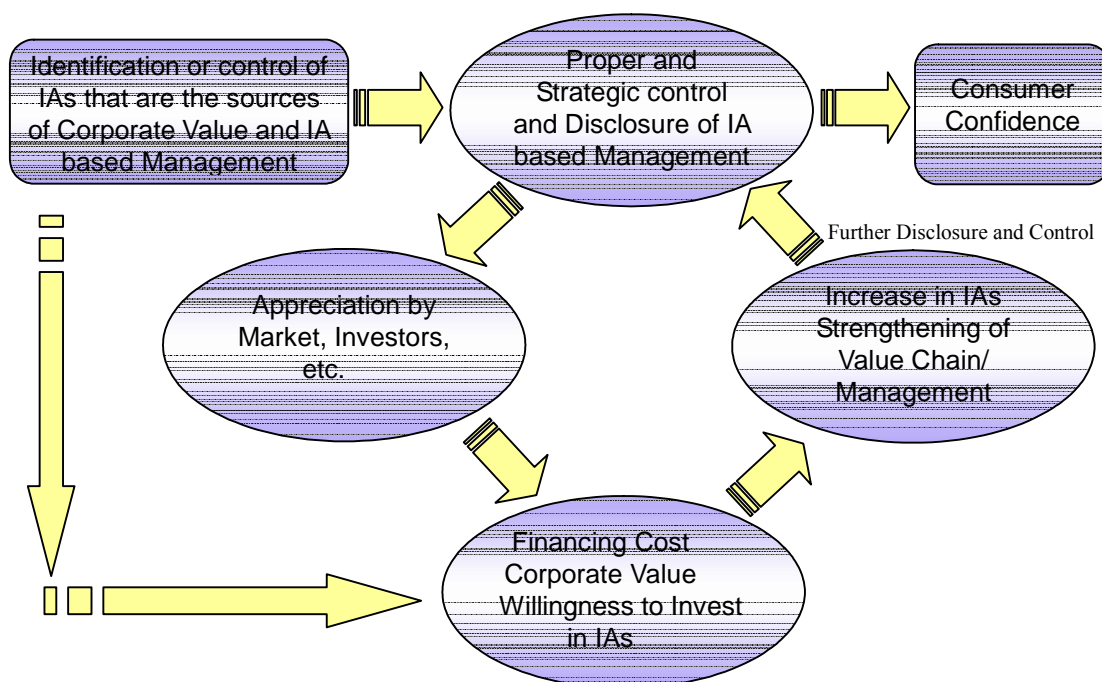 Identification or control of
IAs that are the sources
of Corporate Value and IA
based Management
Proper and
Strategic control
and Disclosure of IA
based Management
Consumer
Confidence
Further Disclosure and Control
Appreciation by
Market, Investors,
etc.
Increase in IAs
Strengthening of
Value Chain/
Management
Financing Cost
Corporate Value
Willingness to Invest
in IAs